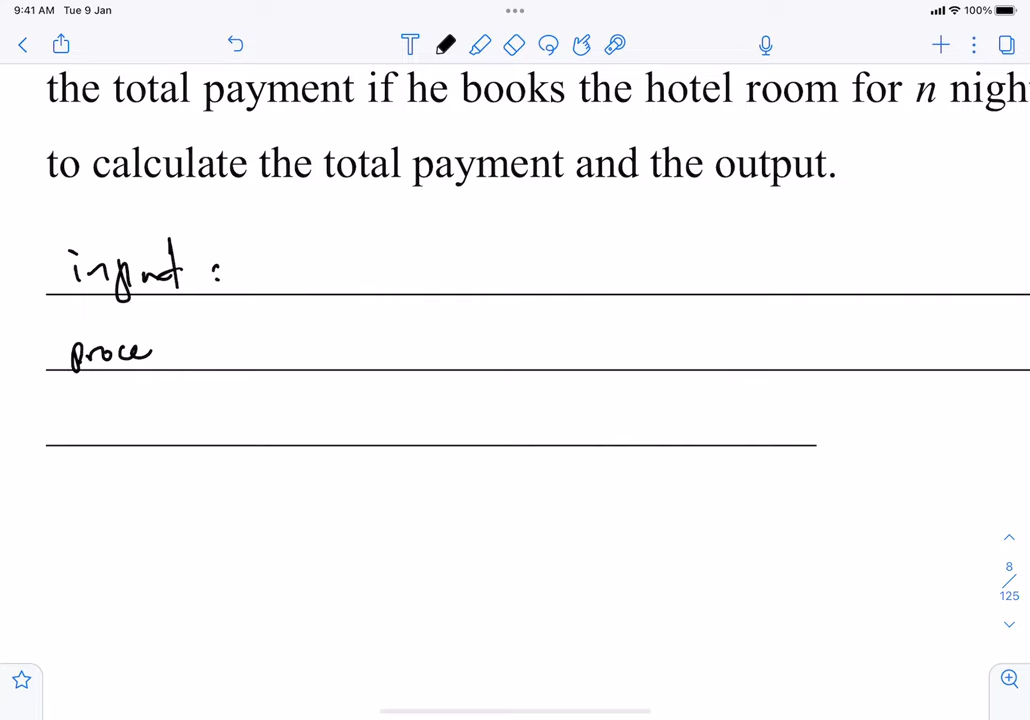 9:41 AM Tue 9 Jan
100%
T
the total payment if he books the hotel room for n nigh
to calculate the total payment and the output.
input :
proce
8
/
125